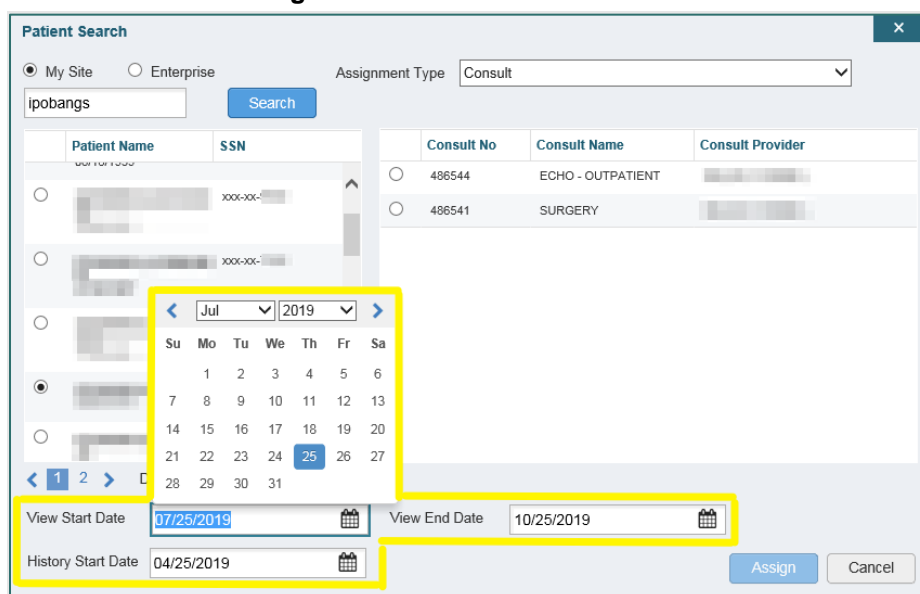 Patient Search
×
My Site Enterprise Assignment Type Consult
ipobangs Search
Patient Name SSN Consult No Consult Name Consult Provider
486544 ECHO - OUTPATIENT
xxx-xx-
486541 SURGERY
xxx-xx-
Jul 2019
Su Mo Tu We Th Fr Sa
1 2 3 4 5 6
7 8 9 10 11 12 13
14 15 16 17 18 19 20
21 22 23 24 25 26 27
1 2
28 29 30 31
View Start Date 07/25/2019 View End Date 10/25/2019
History Start Date 04/25/2019
Assign Cancel